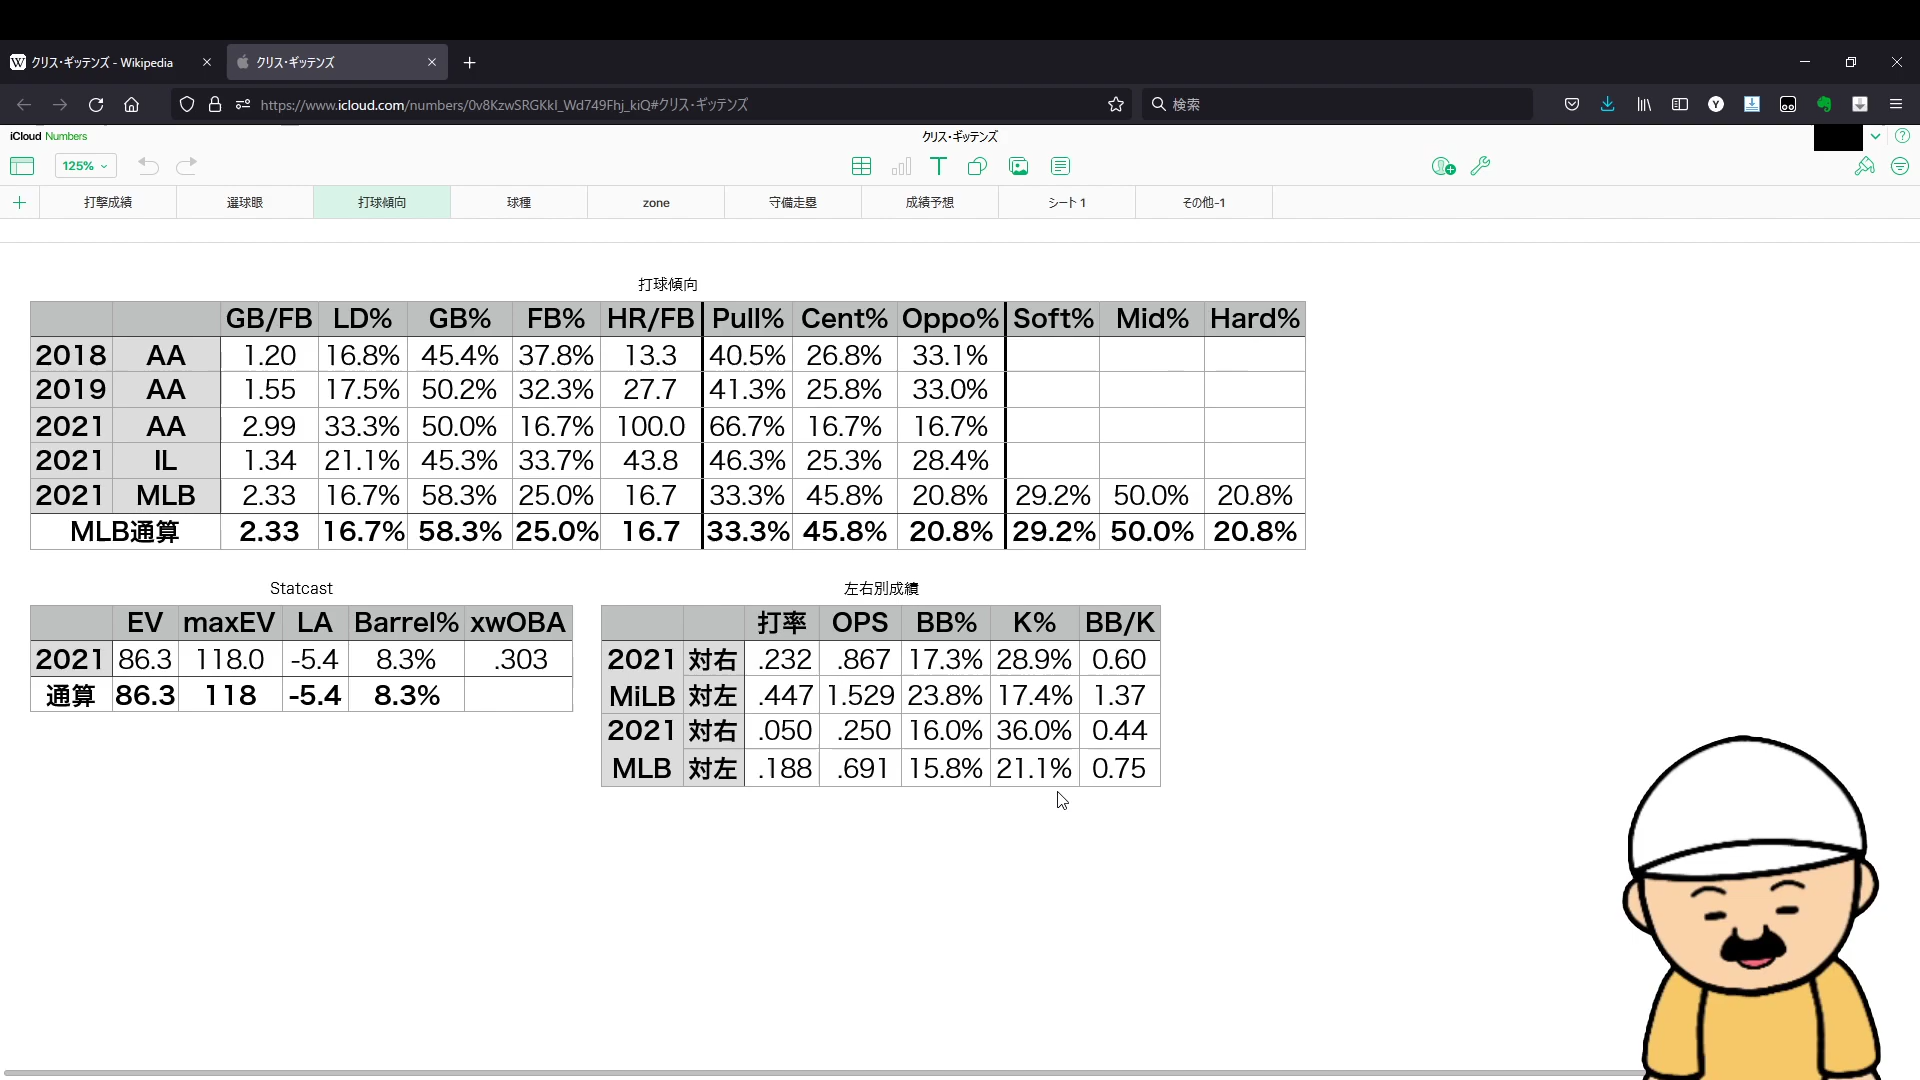 クリス・ギッテンズ - Wikipedia
クリス・ギッテンズ
https://www.icloud.com/numbers/0v8KzwSRGKkI_Wd749Fhj_kiQ#クリス・ギッテンズ
検索
iCloud Numbers
クリス・ギッテンズ
125%
打撃成績 選球眼 打球傾向 球種 zone 守備走塁 成績予想 シート 1 その他-1
打球傾向
GB/FB LD% GB% FB% HR/FB Pull% Cent% Oppo% Soft% Mid% Hard%
2018 AA 1.20 16.8% 45.4% 37.8% 13.3 40.5% 26.8% 33.1%
2019 AA 1.55 17.5% 50.2% 32.3% 27.7 41.3% 25.8% 33.0%
2021 AA 2.99 33.3% 50.0% 16.7% 100.0 66.7% 16.7% 16.7%
2021 IL 1.34 21.1% 45.3% 33.7% 43.8 46.3% 25.3% 28.4%
2021 MLB 2.33 16.7% 58.3% 25.0% 16.7 33.3% 45.8% 20.8% 29.2% 50.0% 20.8%
MLB通算 2.33 16.7% 58.3% 25.0% 16.7 33.3% 45.8% 20.8% 29.2% 50.0% 20.8%
Statcast
EV maxEV LA Barrel% xwOBA
2021 86.3 118.0 -5.4 8.3% .303
通算 86.3 118 -5.4 8.3%
左右別成績
打率 OPS BB% K% BB/K
2021 対右 .232 .867 17.3% 28.9% 0.60
MiLB 対左 .447 1.529 23.8% 17.4% 1.37
2021 対右 .050 .250 16.0% 36.0% 0.44
MLB 対左 .188 .691 15.8% 21.1% 0.75